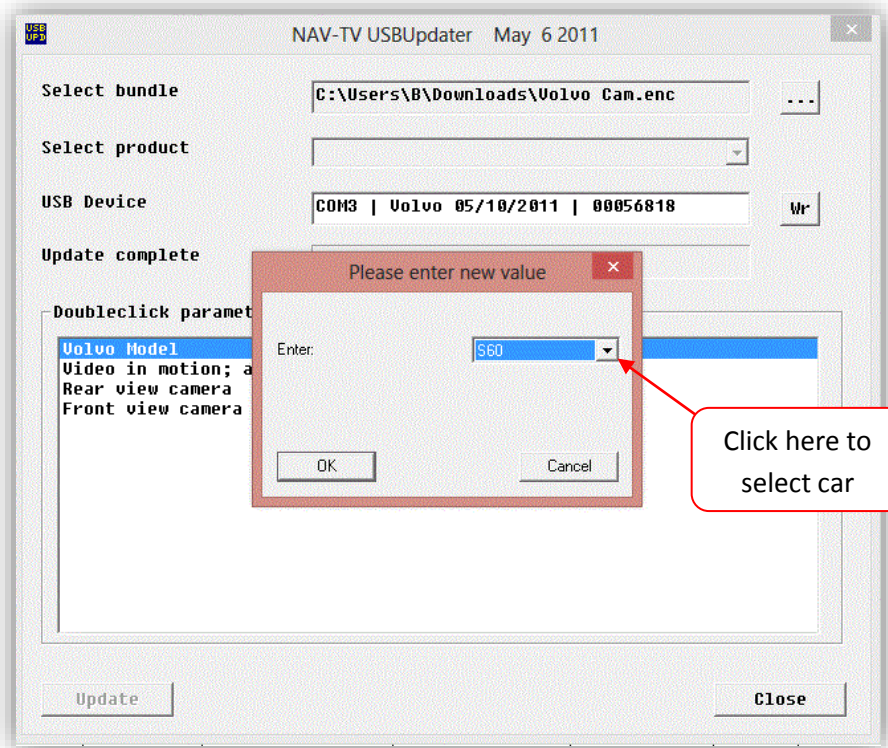 USB
UPD
NAV-TV USBUpdater May 6 2011
Select bundle
C:\Users\B\Downloads\Volvo Cam.enc
...
Select product
USB Device
COM3 | Volvo 05/10/2011 | 00056818
Wr
Update complete
Please enter new value
Doubleclick paramet
Volvo Model
Video in motion; a
Rear view camera
Front view camera
Enter:
S60
OK
Cancel
Click here to
select car
Update
Close